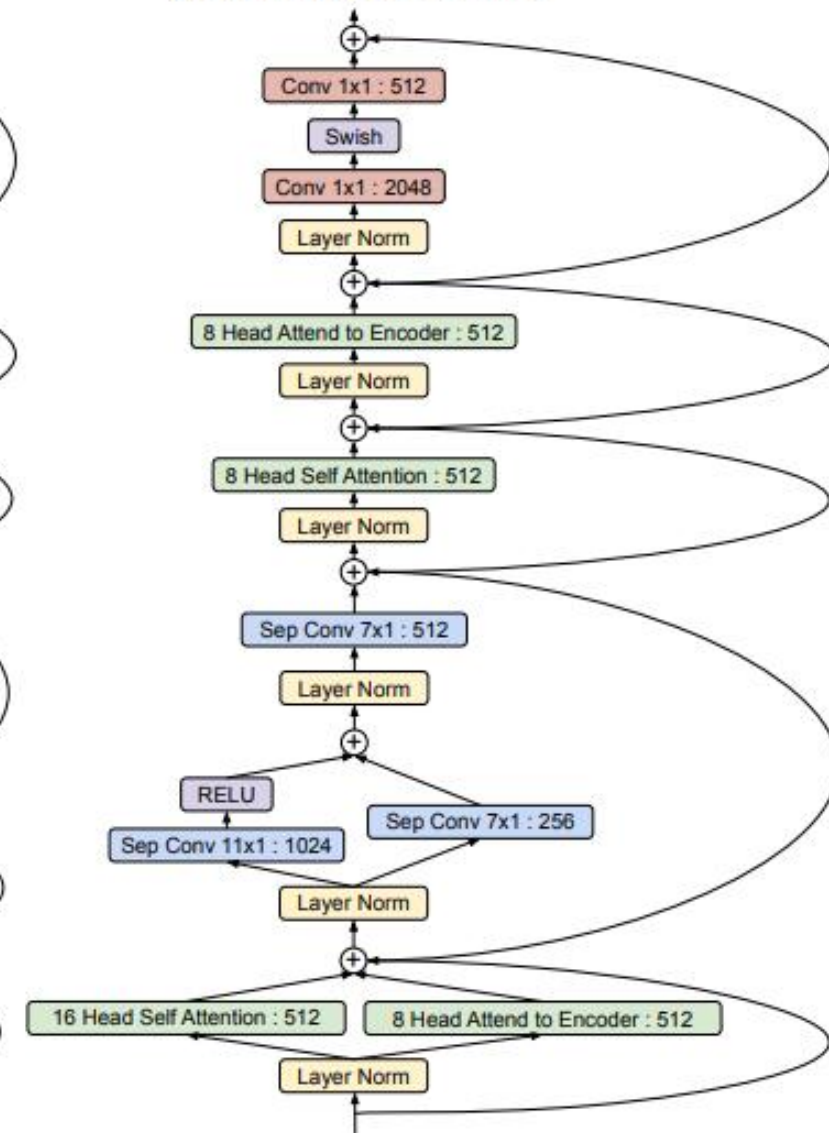 Conv 1x1 : 512
Swish
Conv 1x1 : 2048
Layer Norm
8 Head Attend to Encoder : 512
Layer Norm
8 Head Self Attention : 512
Layer Norm
Sep Conv 7x1 : 512
Layer Norm
RELU
Sep Conv 7x1 : 256
Sep Conv 11x1 : 1024
Layer Norm
16 Head Self Attention : 512
8 Head Attend to Encoder : 512
Layer Norm